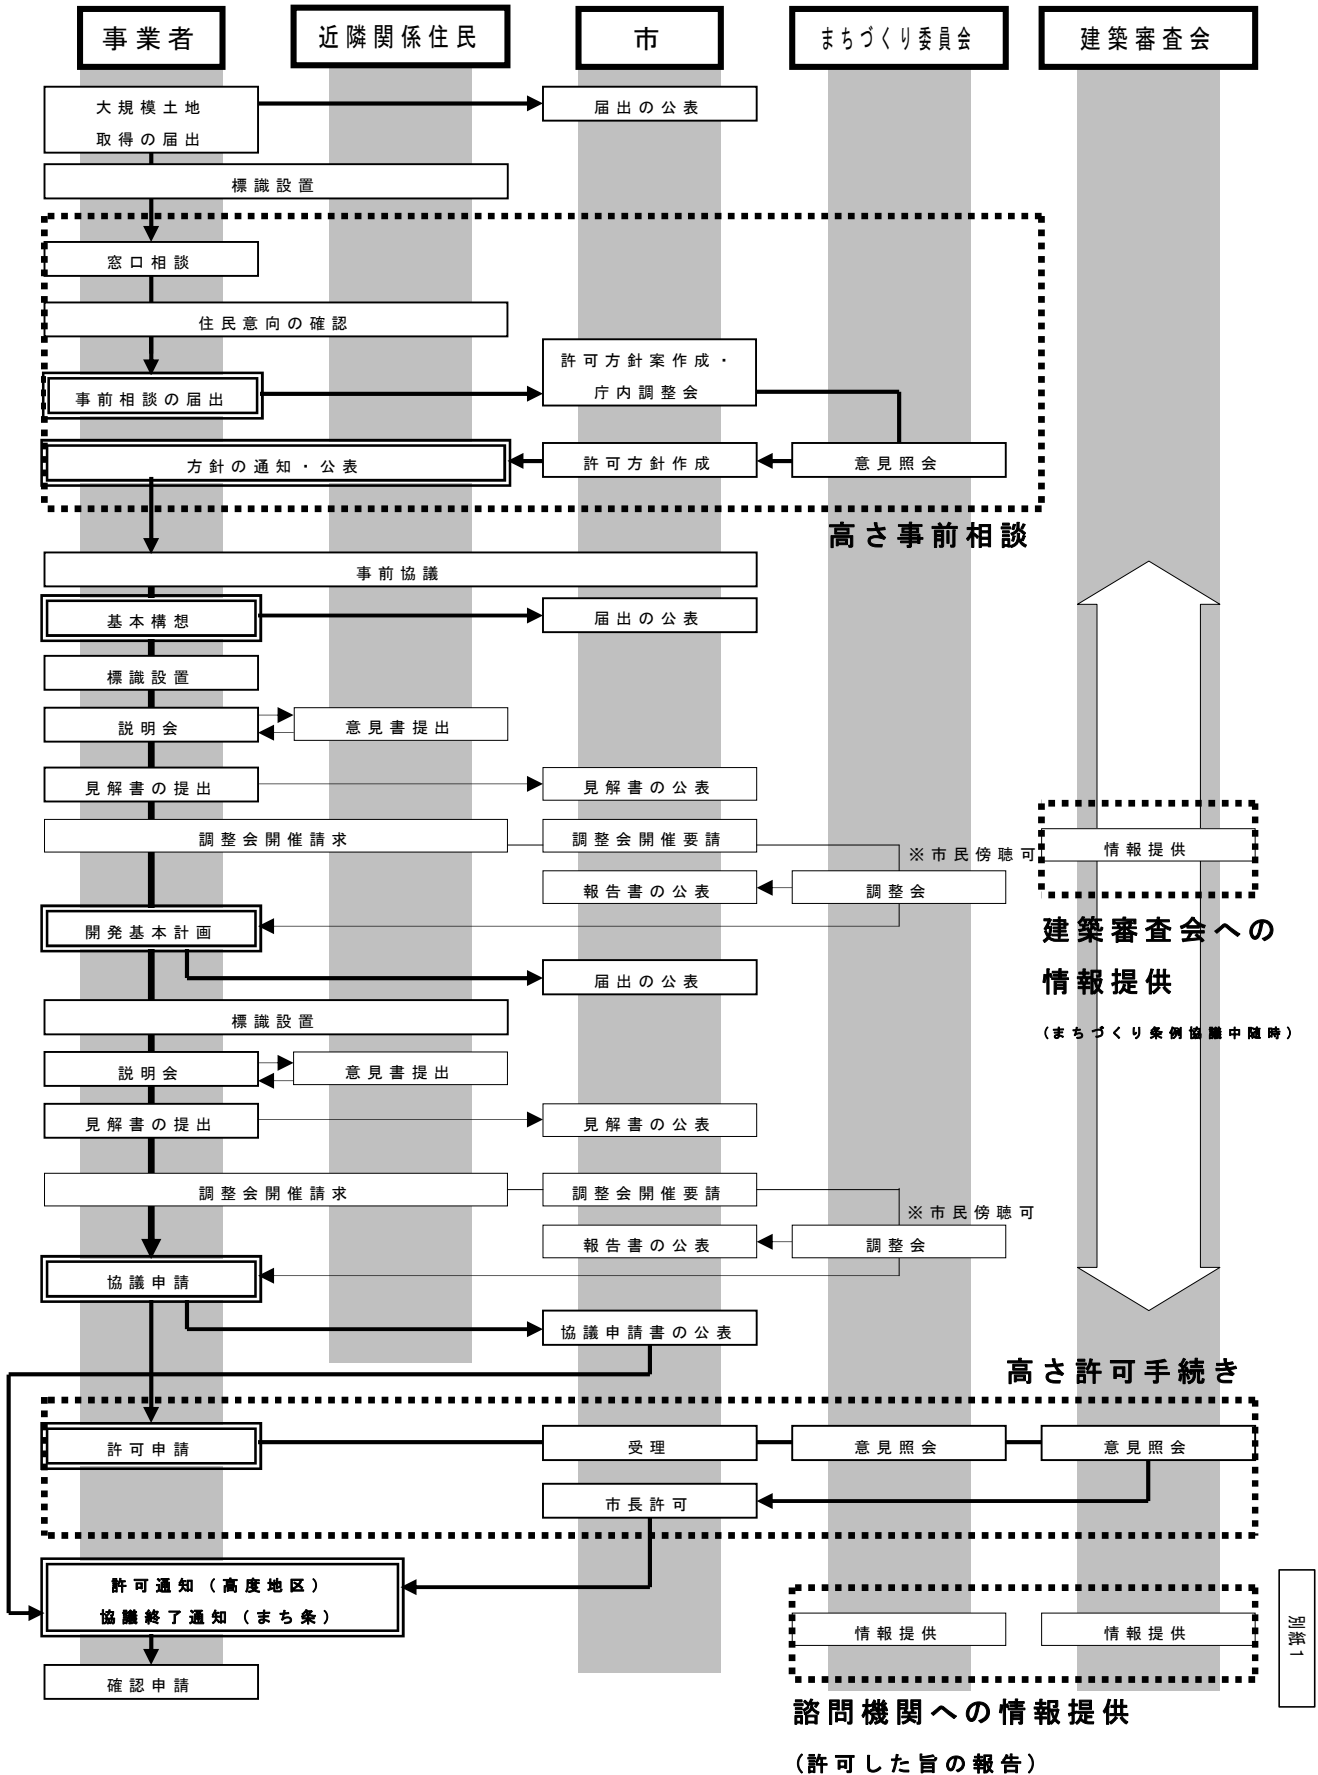 事業者
近隣関係住民
市
まちづくり委員会
建築審査会
大規模土地
取得の届出
届出の公表
標識設置
窓口相談
住民意向の確認
許可方針案作成・
庁内調整会
事前相談の届出
方針の通知・公表
許可方針作成
意見照会
高さ事前相談
事前協議
基本構想
届出の公表
標識設置
説明会
意見書提出
見解書の提出
見解書の公表
調整会開催請求
調整会開催要請
※市民傍聴可
情報提供
報告書の公表
調整会
開発基本計画
建築審査会への
情報提供
(まちづくり条例協議中随時)
届出の公表
標識設置
説明会
意見書提出
見解書の提出
見解書の公表
調整会開催請求
調整会開催要請
※市民傍聴可
報告書の公表
調整会
協議申請
協議申請書の公表
高さ許可手続き
許可申請
受理
意見照会
意見照会
市長許可
許可通知(高度地区)
協議終了通知(まち条)
情報提供
情報提供
別紙1
確認申請
諮問機関への情報提供
(許可した旨の報告)